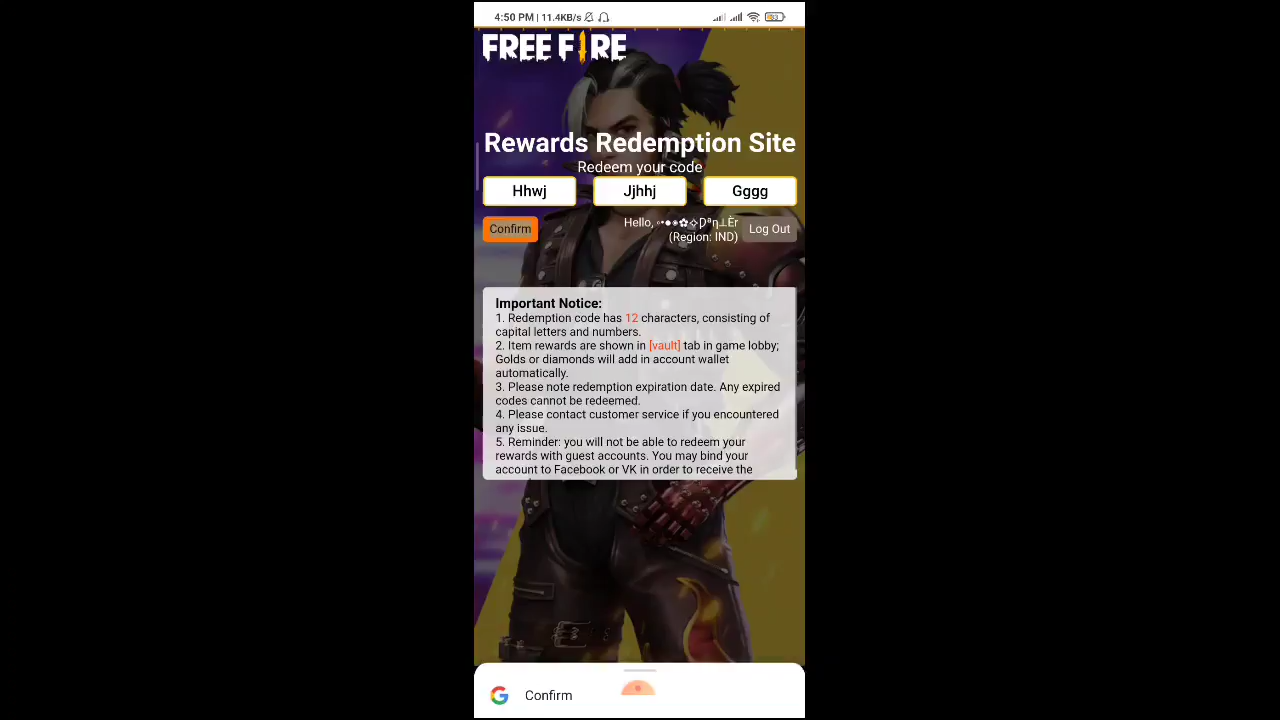 4:50 PM | 11.4KB/s
FREE FIRE
Rewards Redemption Site
Redeem your code
Hhwj Jjhhj Gggg
Confirm
Hello,
(Region: IND)
Log Out
Important Notice:
1. Redemption code has 12 characters, consisting of
capital letters and numbers.
2. Item rewards are shown in [vault] tab in game lobby;
Golds or diamonds will add in account wallet
automatically.
3. Please note redemption expiration date. Any expired
codes cannot be redeemed.
4. Please contact customer service if you encountered
any issue.
5. Reminder: you will not be able to redeem your
rewards with guest accounts. You may bind your
account to Facebook or VK in order to receive the
Confirm